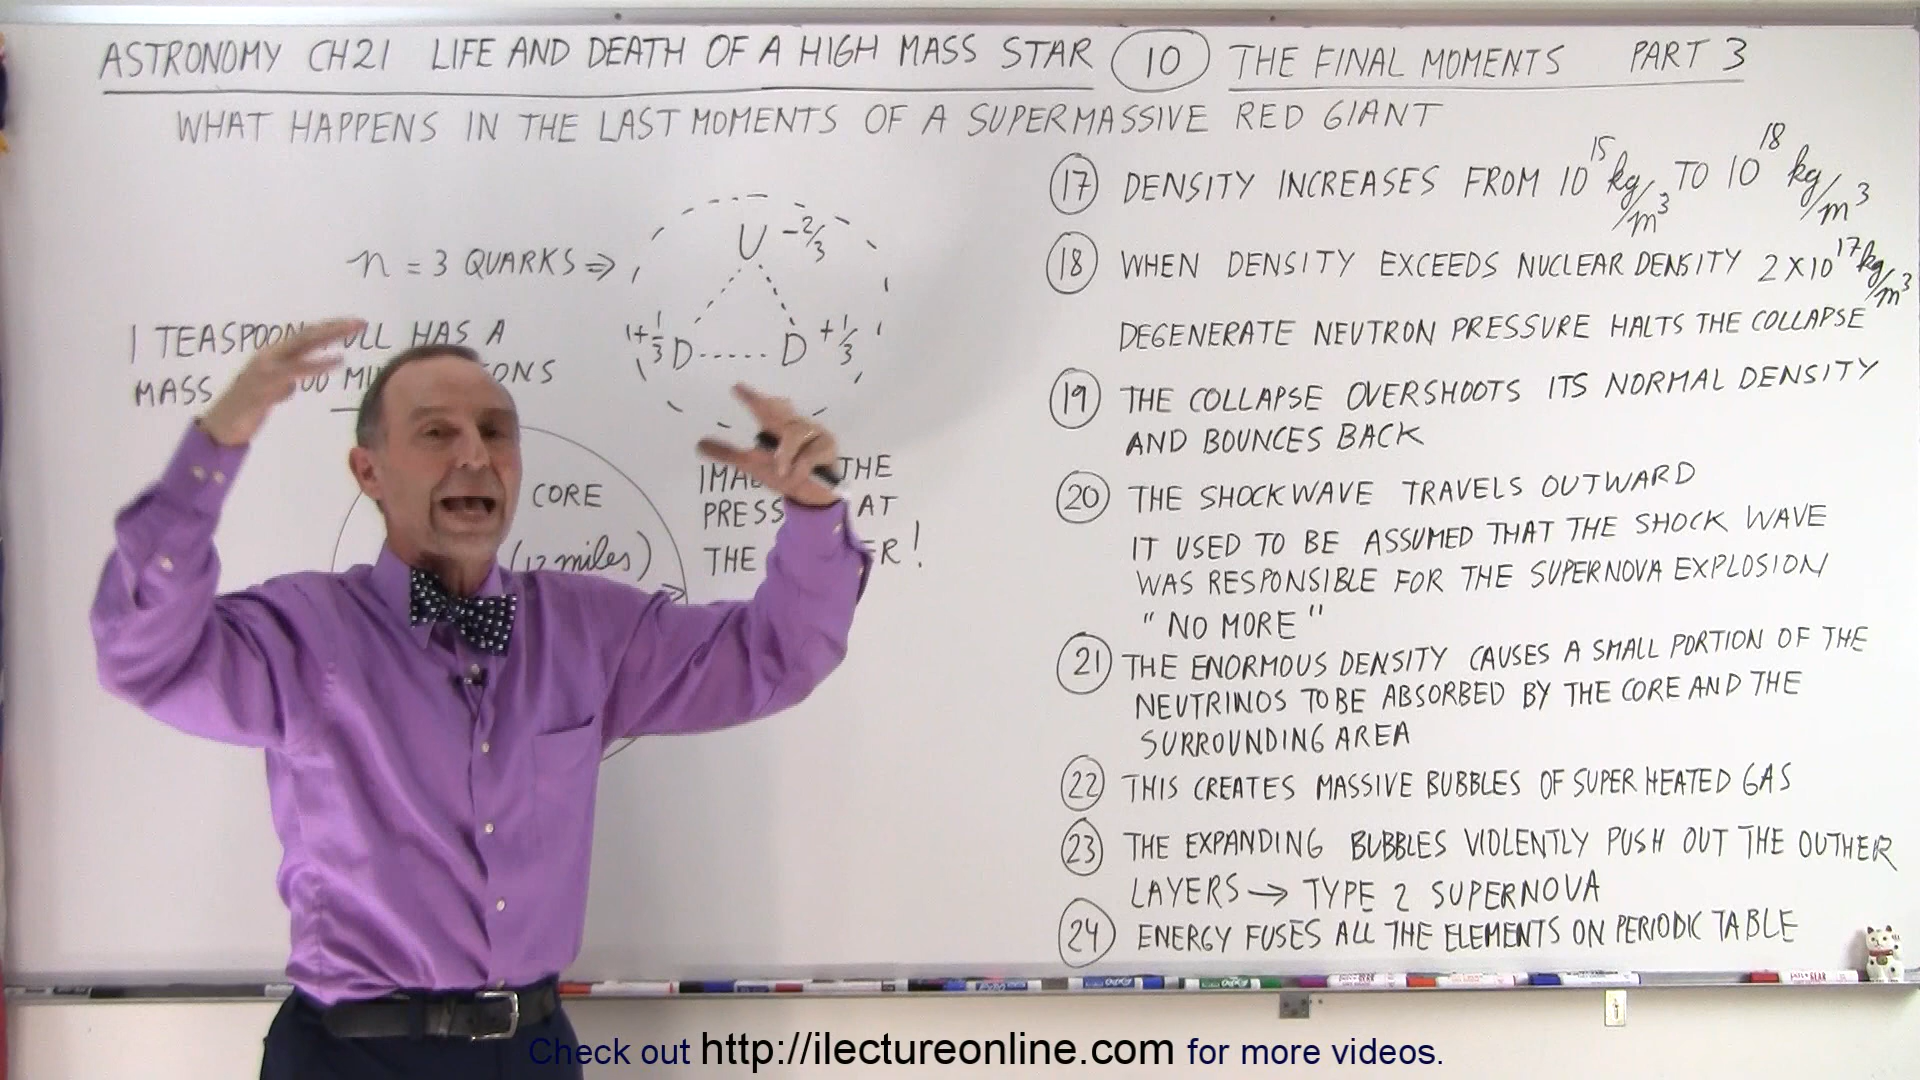 ASTRONOMY CH21 LIFE AND DEATH OF A HIGH MASS STAR 10 THE FINAL MOMENTS PART 3
WHAT HAPPENS IN THE LAST MOMENTS OF A SUPERMASSIVE RED GIANT
n = 3 QUARKS ⇒
U -2/3
+1/3 D D +1/3
1 TEASPOON HAS A
MASS
CORE
(12 miles)
THE
AT
THE
17 DENSITY INCREASES FROM 10^15 kg/m^3 TO 10^18 kg/m^3
18 WHEN DENSITY EXCEEDS NUCLEAR DENSITY 2X10^17 kg/m^3
DEGENERATE NEUTRON PRESSURE HALTS THE COLLAPSE
19 THE COLLAPSE OVERSHOOTS ITS NORMAL DENSITY
AND BOUNCES BACK
20 THE SHOCKWAVE TRAVELS OUTWARD
IT USED TO BE ASSUMED THAT THE SHOCK WAVE
WAS RESPONSIBLE FOR THE SUPERNOVA EXPLOSION
"NO MORE"
21 THE ENORMOUS DENSITY CAUSES A SMALL PORTION OF THE
NEUTRINOS TO BE ABSORBED BY THE CORE AND THE
SURROUNDING AREA
22 THIS CREATES MASSIVE BUBBLES OF SUPER HEATED GAS
23 THE EXPANDING BUBBLES VIOLENTLY PUSH OUT THE OUTHER
LAYERS → TYPE 2 SUPERNOVA
24 ENERGY FUSES ALL THE ELEMENTS ON PERIODIC TABLE
Check out http://ilectureonline.com for more videos.